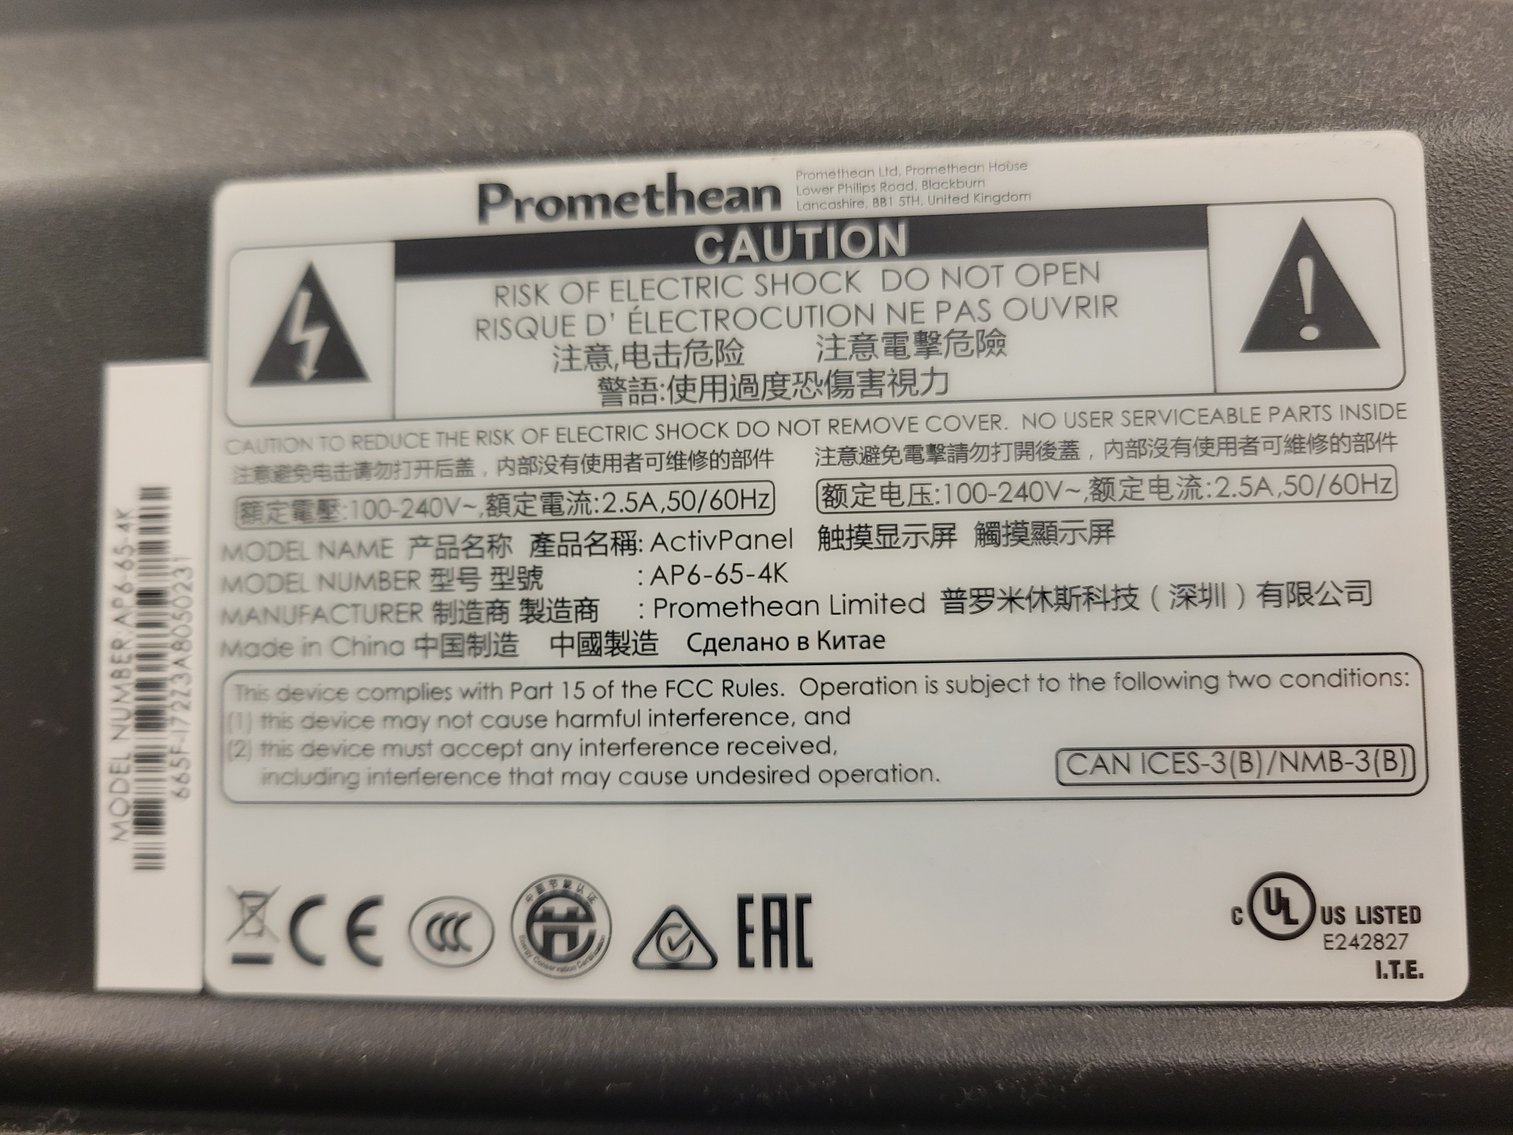 Promethean
Promethean Ltd, Promethean House
Lower Philips Road, Blackburn
Lancashire, BB1 5TH, United Kingdom
CAUTION
RISK OF ELECTRIC SHOCK DO NOT OPEN
RISQUE D' ÉLECTROCUTION NE PAS OUVRIR
注意,电击危险 注意電擊危險
警語:使用過度恐傷害視力
CAUTION TO REDUCE THE RISK OF ELECTRIC SHOCK DO NOT REMOVE COVER. NO USER SERVICEABLE PARTS INSIDE
注意避免电击请勿打开后盖，内部没有使用者可维修的部件 注意避免電擊請勿打開後蓋，内部沒有使用者可維修的部件
額定電壓:100-240V~,額定電流:2.5A,50/60Hz 额定电压:100-240V~,额定电流:2.5A,50/60Hz
MODEL NAME 产品名称 產品名稱: ActivPanel 触摸显示屏 觸摸顯示屏
MODEL NUMBER 型号 型號 : AP6-65-4K
MANUFACTURER 制造商 製造商 : Promethean Limited 普罗米休斯科技（深圳）有限公司
Made in China 中国制造 中國製造 Сделано в Китае
This device complies with Part 15 of the FCC Rules. Operation is subject to the following two conditions:
(1) this device may not cause harmful interference, and
(2) this device must accept any interference received,
including interference that may cause undesired operation.
CAN ICES-3(B)/NMB-3(B)
MODEL NUMBER:AP6-65-4K
665F-I72Z3A8050231
CE
CCC
中国节能认证
Energy Conservation Certification
EAC
C UL US LISTED
E242827
I.T.E.